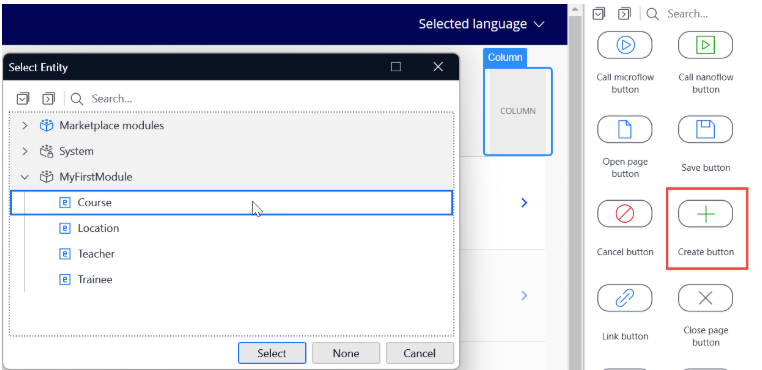 Selected language
Select Entity
Search...
Marketplace modules
System
MyFirstModule
Course
Location
Teacher
Trainee
Select
None
Cancel
Column
COLUMN
Search...
Call microflow
button
Call nanoflow
button
Open page
button
Save button
Cancel button
Create button
Link button
Close page
button